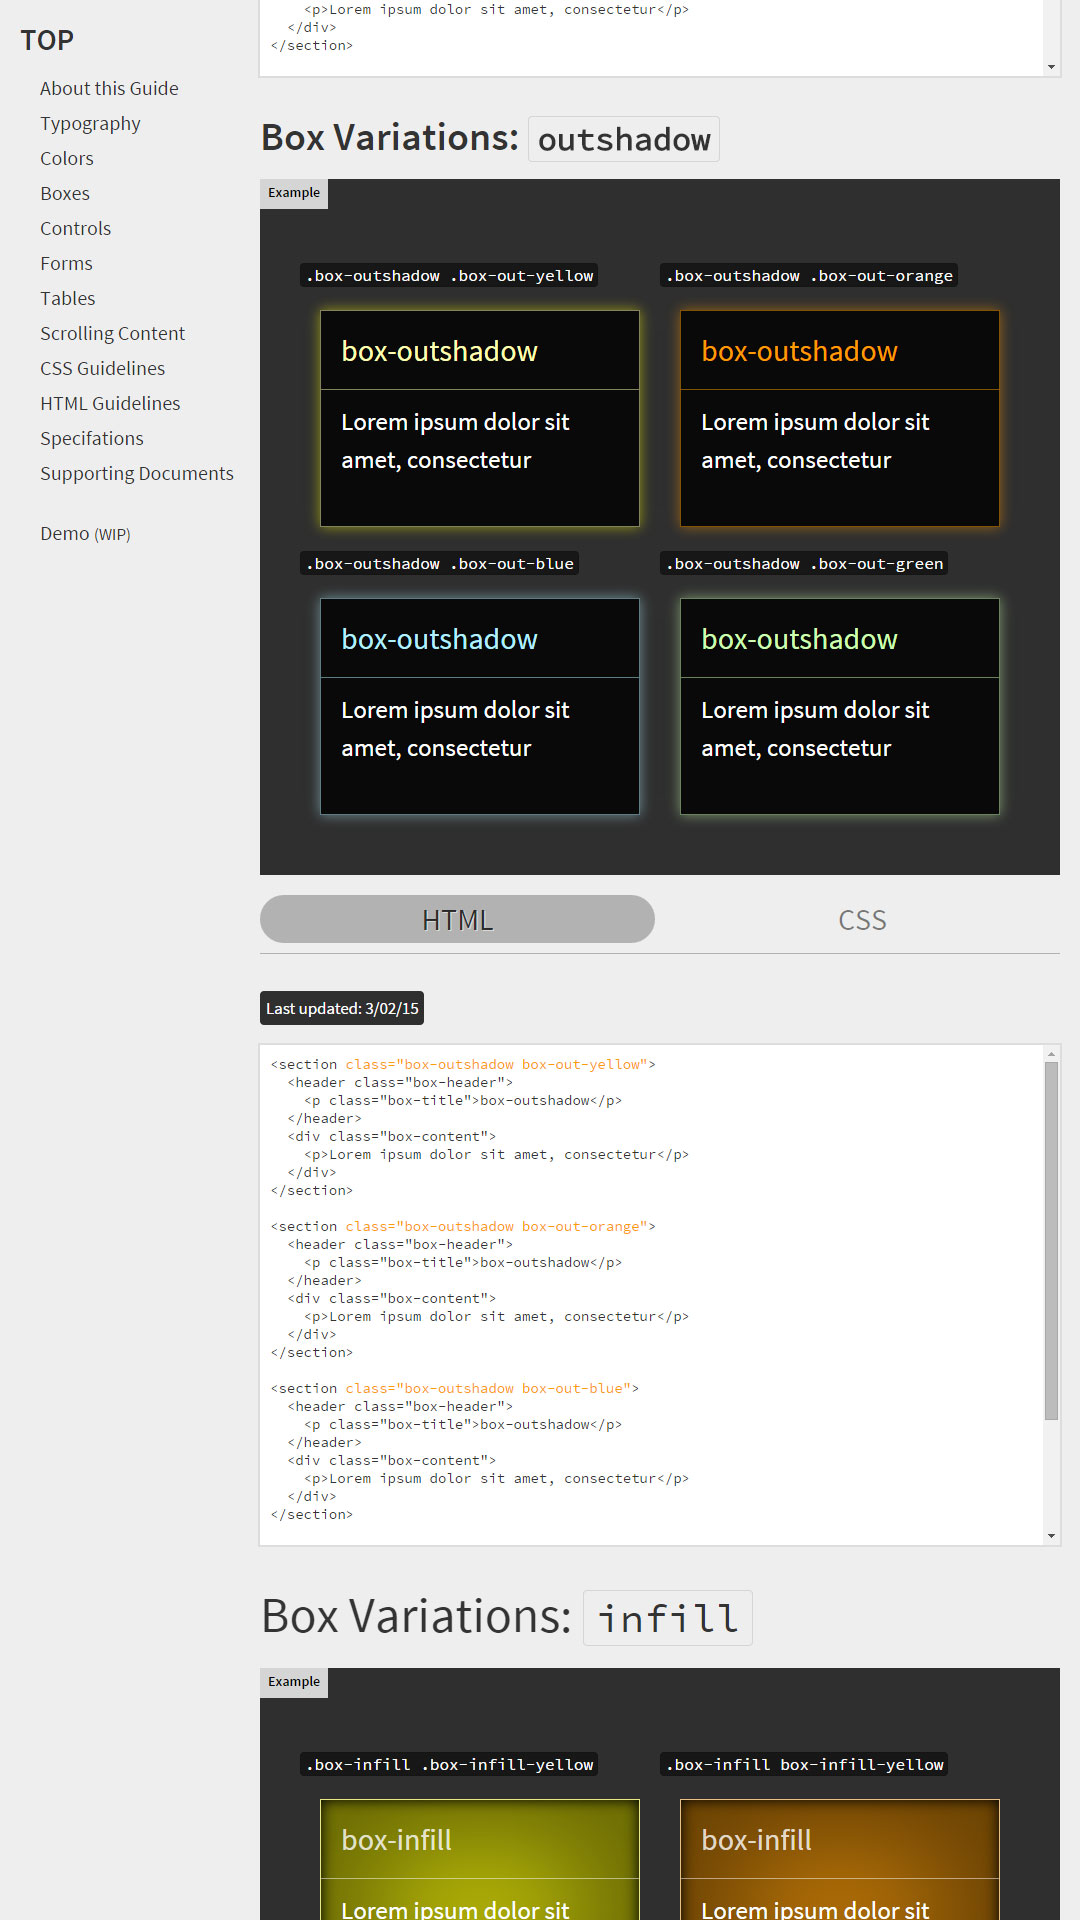 TOP
About this Guide
Typography
Colors
Boxes
Controls
Forms
Tables
Scrolling Content
CSS Guidelines
HTML Guidelines
Specifations
Supporting Documents
Demo (WIP)
    <p>Lorem ipsum dolor sit amet, consectetur</p>
  </div>
</section>
Box Variations: outshadow
Example
.box-outshadow .box-out-yellow
box-outshadow
Lorem ipsum dolor sit
amet, consectetur
.box-outshadow .box-out-orange
box-outshadow
Lorem ipsum dolor sit
amet, consectetur
.box-outshadow .box-out-blue
box-outshadow
Lorem ipsum dolor sit
amet, consectetur
.box-outshadow .box-out-green
box-outshadow
Lorem ipsum dolor sit
amet, consectetur
HTML
CSS
Last updated: 3/02/15
<section class="box-outshadow box-out-yellow">
  <header class="box-header">
    <p class="box-title">box-outshadow</p>
  </header>
  <div class="box-content">
    <p>Lorem ipsum dolor sit amet, consectetur</p>
  </div>
</section>
<section class="box-outshadow box-out-orange">
  <header class="box-header">
    <p class="box-title">box-outshadow</p>
  </header>
  <div class="box-content">
    <p>Lorem ipsum dolor sit amet, consectetur</p>
  </div>
</section>
<section class="box-outshadow box-out-blue">
  <header class="box-header">
    <p class="box-title">box-outshadow</p>
  </header>
  <div class="box-content">
    <p>Lorem ipsum dolor sit amet, consectetur</p>
  </div>
</section>
Box Variations: infill
Example
.box-infill .box-infill-yellow
box-infill
Lorem ipsum dolor sit
.box-infill box-infill-yellow
box-infill
Lorem ipsum dolor sit